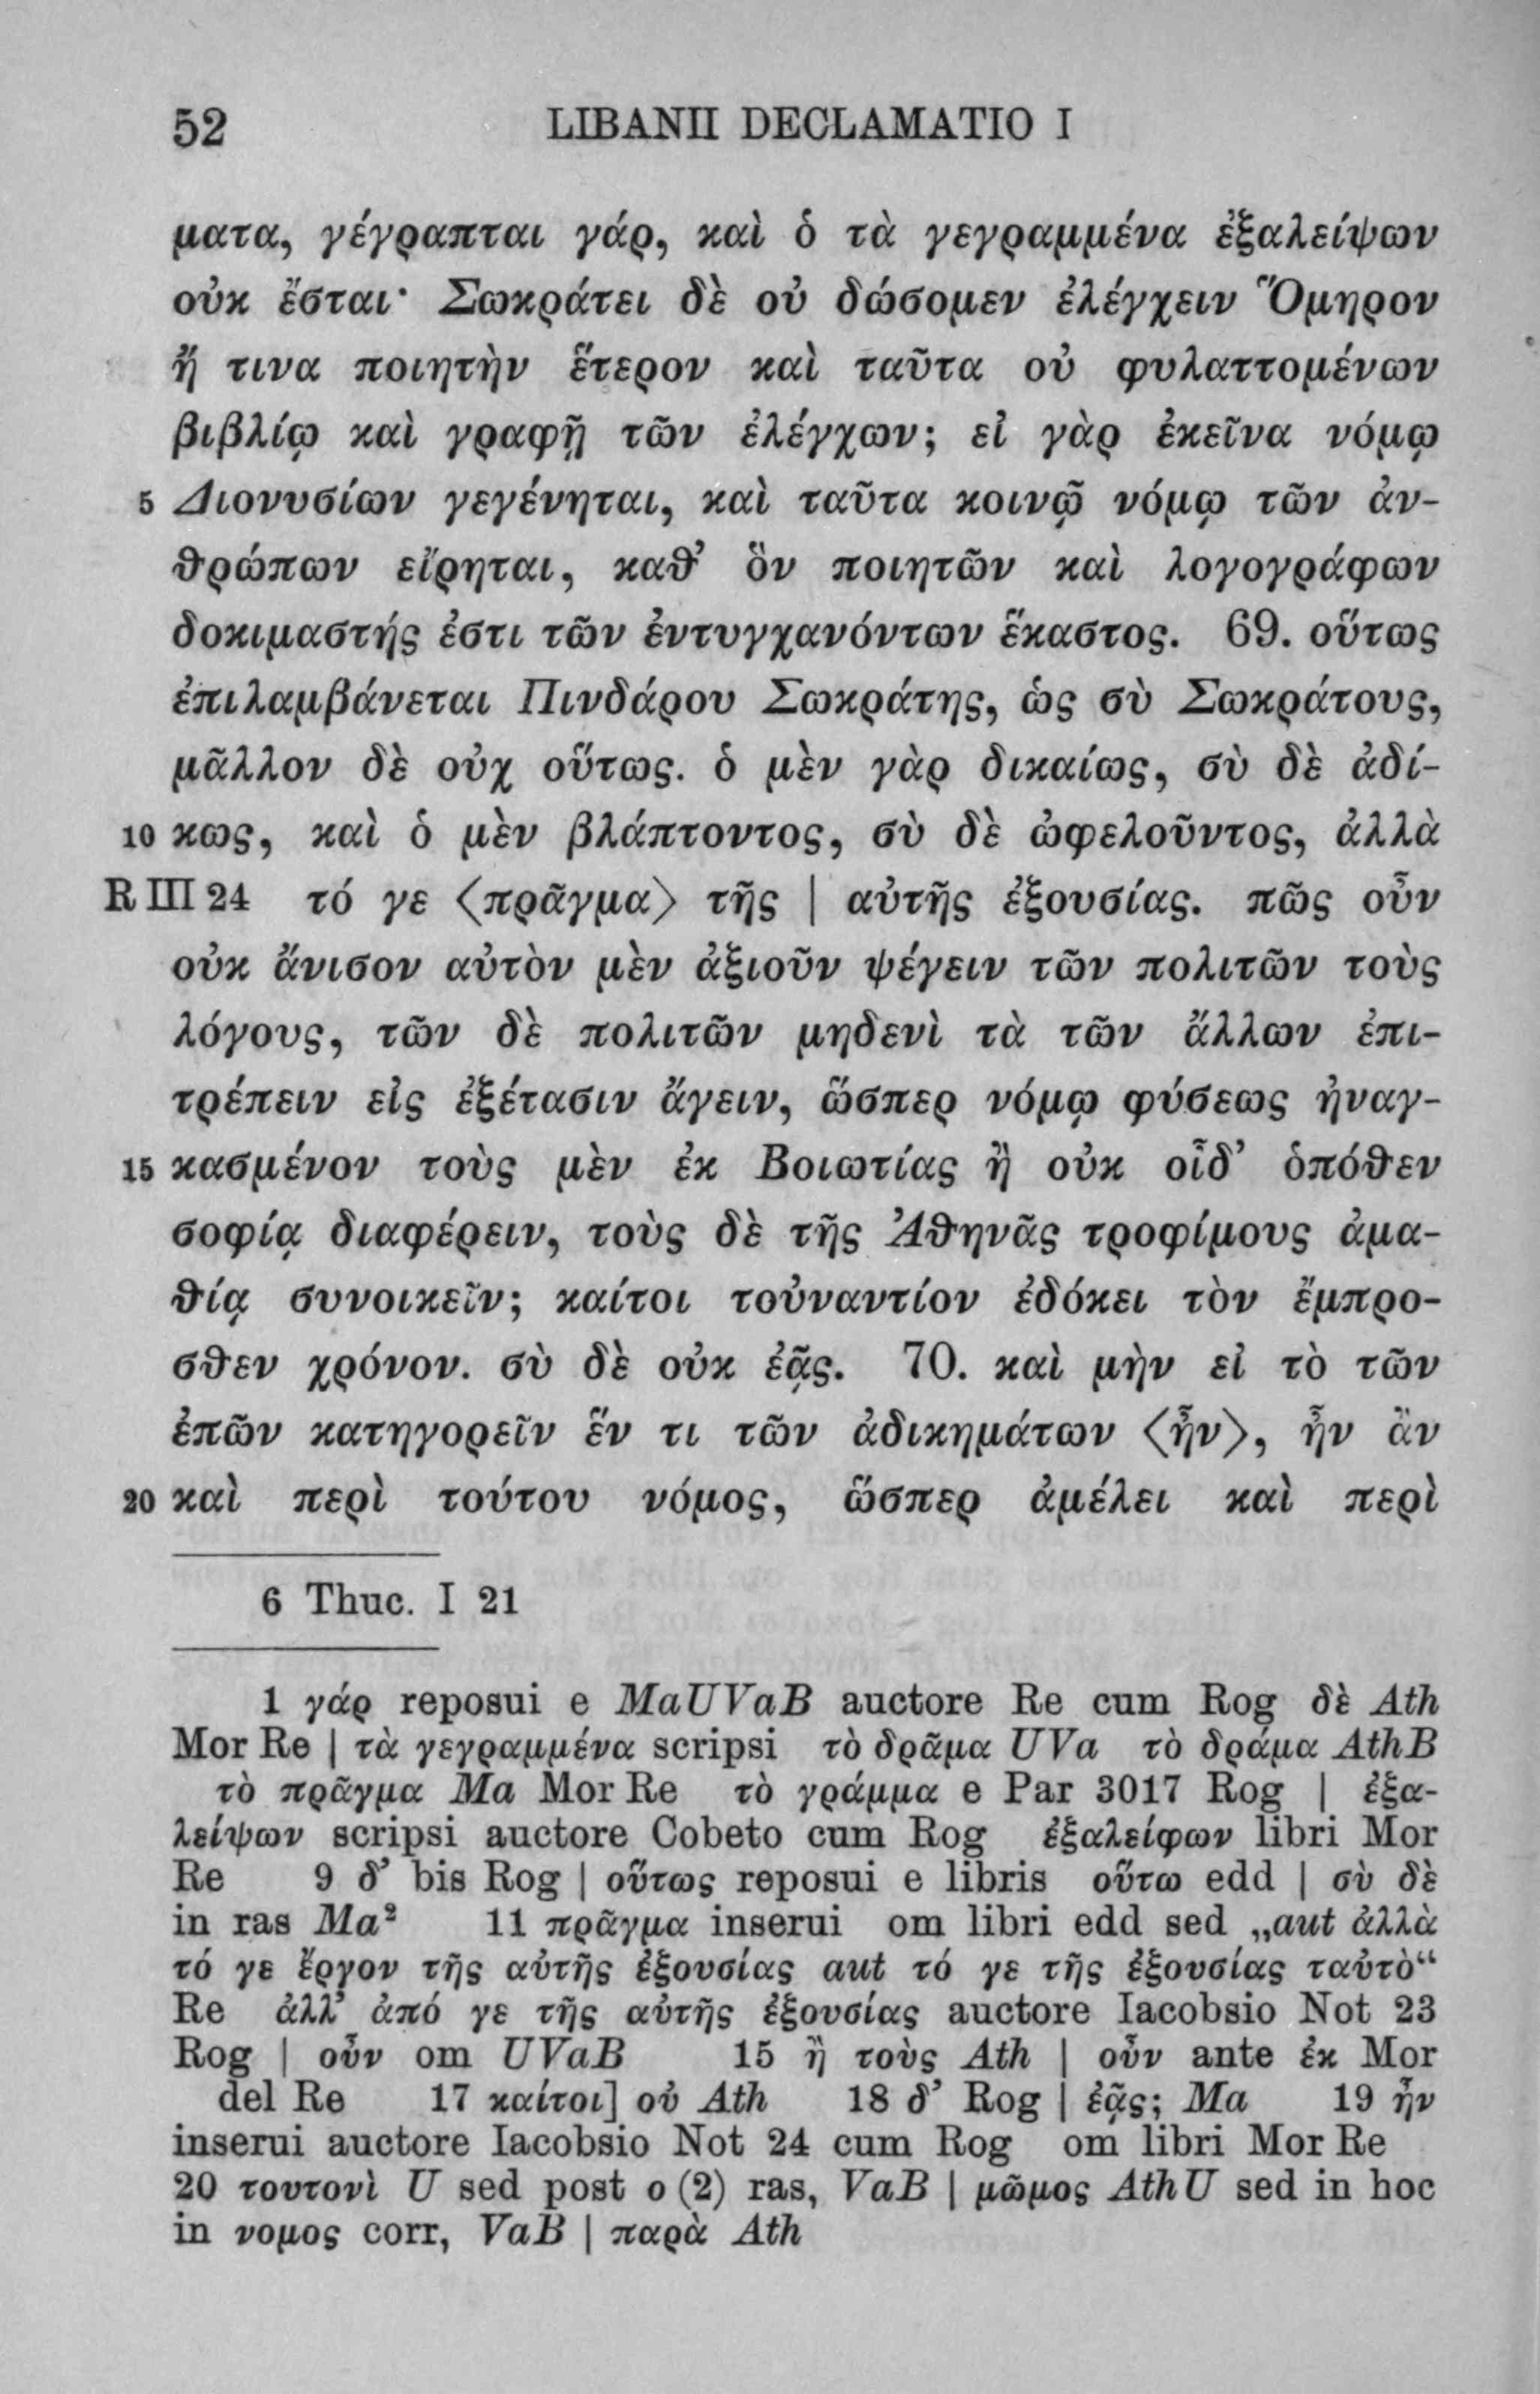 52 LIBANII DECLAMATIO I
ματα, γέγραπται γάρ, καὶ ὁ τὰ γεγραμμένα ἐξαλείψων
οὐκ ἔσται· Σωκράτει δὲ οὐ δώσομεν ἐλέγχειν Ὅμηρον
ἤ τινα ποιητὴν ἕτερον καὶ ταῦτα οὐ φυλαττομένων
βιβλίῳ καὶ γραφῇ τῶν ἐλέγχων; εἰ γὰρ ἐκεῖνα νόμῳ
5 Διονυσίων γεγένηται, καὶ ταῦτα κοινῷ νόμῳ τῶν ἀν-
θρώπων εἴρηται, καθ’ ὃν ποιητῶν καὶ λογογράφων
δοκιμαστής ἐστι τῶν ἐντυγχανόντων ἕκαστος. 69. οὕτως
ἐπιλαμβάνεται Πινδάρου Σωκράτης, ὡς σὺ Σωκράτους,
μᾶλλον δὲ οὐχ οὕτως. ὁ μὲν γὰρ δικαίως, σὺ δὲ ἀδί-
10 κως, καὶ ὁ μὲν βλάπτοντος, σὺ δὲ ὠφελοῦντος, ἀλλὰ
R III 24 τό γε ⟨πρᾶγμα⟩ τῆς | αὐτῆς ἐξουσίας. πῶς οὖν
οὐκ ἄνισον αὐτὸν μὲν ἀξιοῦν ψέγειν τῶν πολιτῶν τοὺς
λόγους, τῶν δὲ πολιτῶν μηδενὶ τὰ τῶν ἄλλων ἐπι-
τρέπειν εἰς ἐξέτασιν ἄγειν, ὥσπερ νόμῳ φύσεως ἠναγ-
15 κασμένον τοὺς μὲν ἐκ Βοιωτίας ἢ οὐκ οἶδ’ ὁπόθεν
σοφίᾳ διαφέρειν, τοὺς δὲ τῆς Ἀθηνᾶς τροφίμους ἀμα-
θίᾳ συνοικεῖν; καίτοι τοὐναντίον ἐδόκει τὸν ἔμπρο-
σθεν χρόνον. σὺ δὲ οὐκ ἐᾷς. 70. καὶ μὴν εἰ τὸ τῶν
ἐπῶν κατηγορεῖν ἕν τι τῶν ἀδικημάτων ⟨ἦν⟩, ἦν ἂν
20 καὶ περὶ τούτου νόμος, ὥσπερ ἀμέλει καὶ περὶ
6 Thuc. I 21
1 γάρ reposui e MaUVaB auctore Re cum Rog δὲ Ath
Mor Re | τὰ γεγραμμένα scripsi τὸ δρᾶμα UVa τὸ δράμα AthB
τὸ πρᾶγμα Ma Mor Re τὸ γράμμα e Par 3017 Rog | ἐξα-
λείψων scripsi auctore Cobeto cum Rog ἐξαλείφων libri Mor
Re 9 δ’ bis Rog | οὕτως reposui e libris οὕτω edd | σὺ δὲ
in ras Ma² 11 πρᾶγμα inserui om libri edd sed „aut ἀλλὰ
τό γε ἔργον τῆς αὐτῆς ἐξουσίας aut τό γε τῆς ἐξουσίας ταὐτὸ“
Re ἀλλ’ ἀπό γε τῆς αὐτῆς ἐξουσίας auctore Iacobsio Not 23
Rog | οὖν om UVaB 15 ἢ τοὺς Ath | οὖν ante ἐκ Mor
del Re 17 καίτοι] οὐ Ath 18 δ’ Rog | ἐᾷς; Ma 19 ἦν
inserui auctore Iacobsio Not 24 cum Rog om libri Mor Re
20 τουτονὶ U sed post ο (2) ras, VaB | μῶμος AthU sed in hoc
in νομος corr, VaB | παρὰ Ath